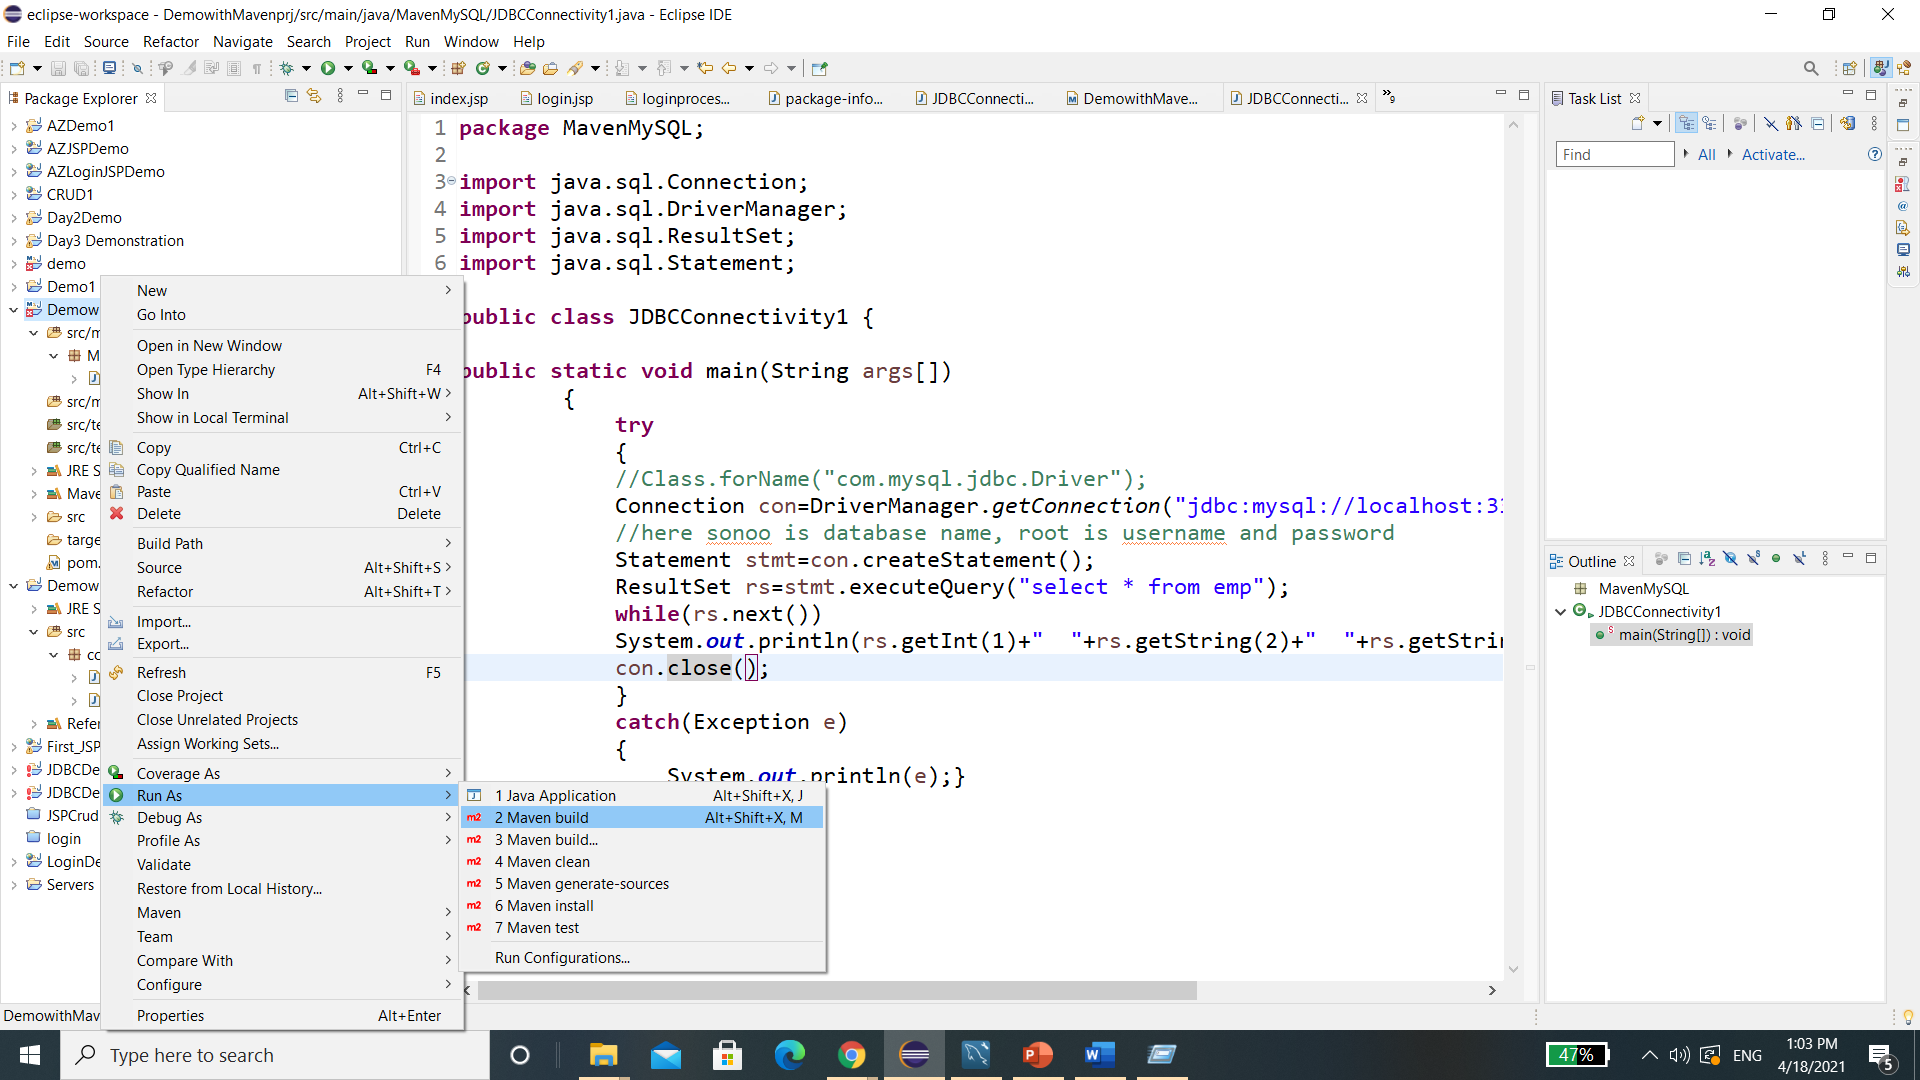 eclipse-workspace - DemowithMavenprj/src/main/java/MavenMySQL/JDBCConnectivity1.java - Eclipse IDE
File Edit Source Refactor Navigate Search Project Run Window Help
Package Explorer
AZDemo1
AZJSPDemo
AZLoginJSPDemo
CRUD1
Day2Demo
Day3 Demonstration
demo
Demo1
Demow
src/m
M
src/m
src/te
src/te
JRE S
Mave
src
targe
pom.
Demow
JRE S
src
co
Refer
First_JSP
JDBCDe
JDBCDe
JSPCrud
login
LoginDe
Servers
New
Go Into
Open in New Window
Open Type Hierarchy F4
Show In Alt+Shift+W
Show in Local Terminal
Copy Ctrl+C
Copy Qualified Name
Paste Ctrl+V
Delete Delete
Build Path
Source Alt+Shift+S
Refactor Alt+Shift+T
Import...
Export...
Refresh F5
Close Project
Close Unrelated Projects
Assign Working Sets...
Coverage As
Run As
Debug As
Profile As
Validate
Restore from Local History...
Maven
Team
Compare With
Configure
Properties Alt+Enter
1 Java Application Alt+Shift+X, J
2 Maven build Alt+Shift+X, M
3 Maven build...
4 Maven clean
5 Maven generate-sources
6 Maven install
7 Maven test
Run Configurations...
index.jsp login.jsp loginproces... package-info... JDBCConnecti... DemowithMave... JDBCConnecti... »9
1 package MavenMySQL;
2
3 import java.sql.Connection;
4 import java.sql.DriverManager;
5 import java.sql.ResultSet;
6 import java.sql.Statement;
public class JDBCConnectivity1 {
public static void main(String args[])
{
try
{
//Class.forName("com.mysql.jdbc.Driver");
Connection con=DriverManager.getConnection("jdbc:mysql://localhost:33
//here sonoo is database name, root is username and password
Statement stmt=con.createStatement();
ResultSet rs=stmt.executeQuery("select * from emp");
while(rs.next())
System.out.println(rs.getInt(1)+"  "+rs.getString(2)+"  "+rs.getStrin
con.close();
}
catch(Exception e)
{
System.out.println(e);}
Task List
Find All Activate...
Outline
MavenMySQL
JDBCConnectivity1
main(String[]) : void
DemowithMav
Type here to search
47% ENG 1:03 PM
4/18/2021
5